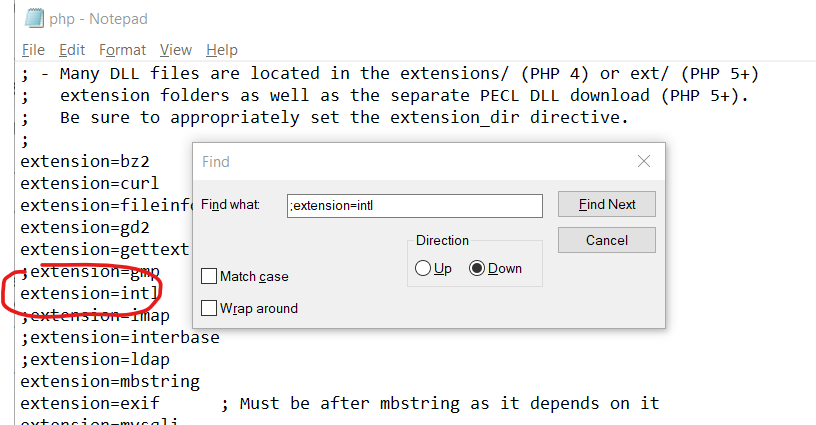 php - Notepad
File Edit Format View Help
; - Many DLL files are located in the extensions/ (PHP 4) or ext/ (PHP 5+)
; extension folders as well as the separate PECL DLL download (PHP 5+).
; Be sure to appropriately set the extension_dir directive.
;
extension=bz2
extension=curl
extension=fileinfo
extension=gd2
extension=gettext
;extension=gmp
extension=intl
;extension=imap
;extension=interbase
;extension=ldap
extension=mbstring
extension=exif ; Must be after mbstring as it depends on it
Find
Find what:
;extension=intl
Find Next
Cancel
Direction
Up Down
Match case
Wrap around